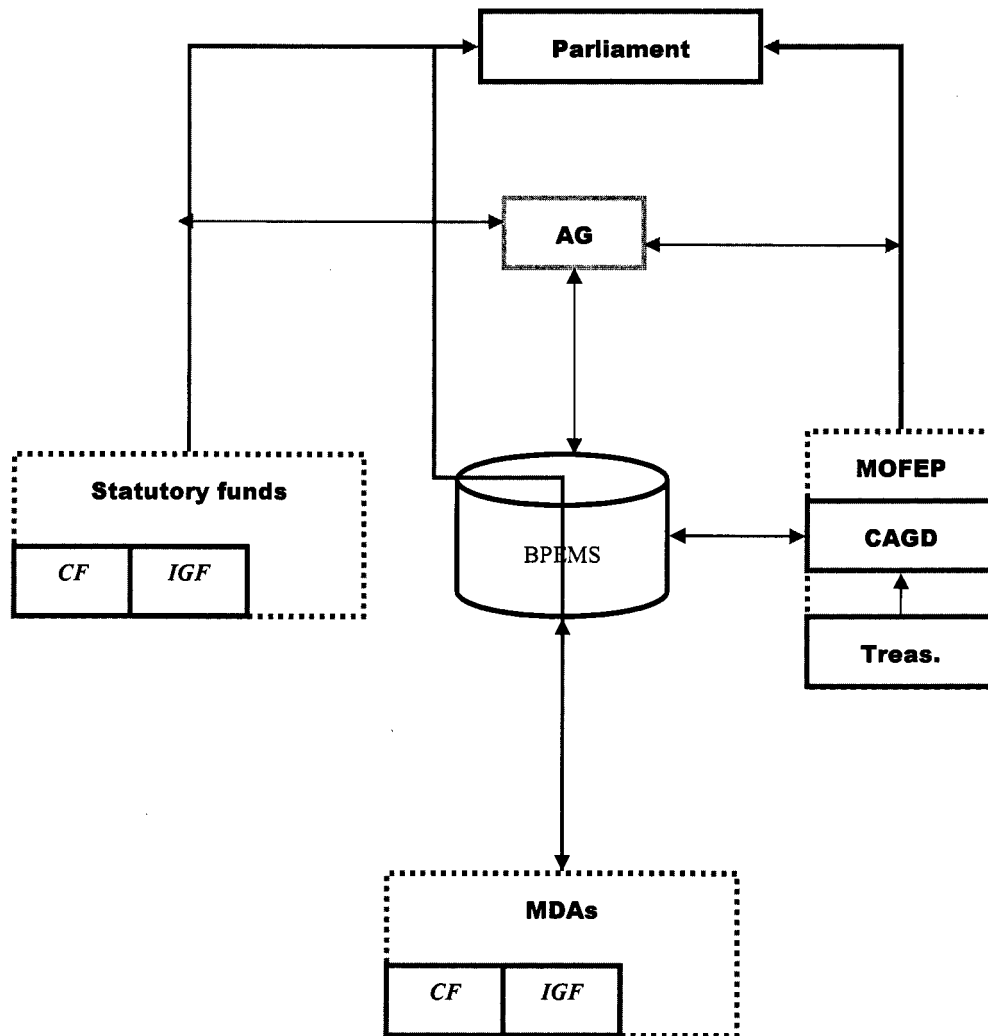 Parliament
AG
Statutory funds
CF
IGF
BPEMS
MOFEP
CAGD
Treas.
MDAs
CF
IGF